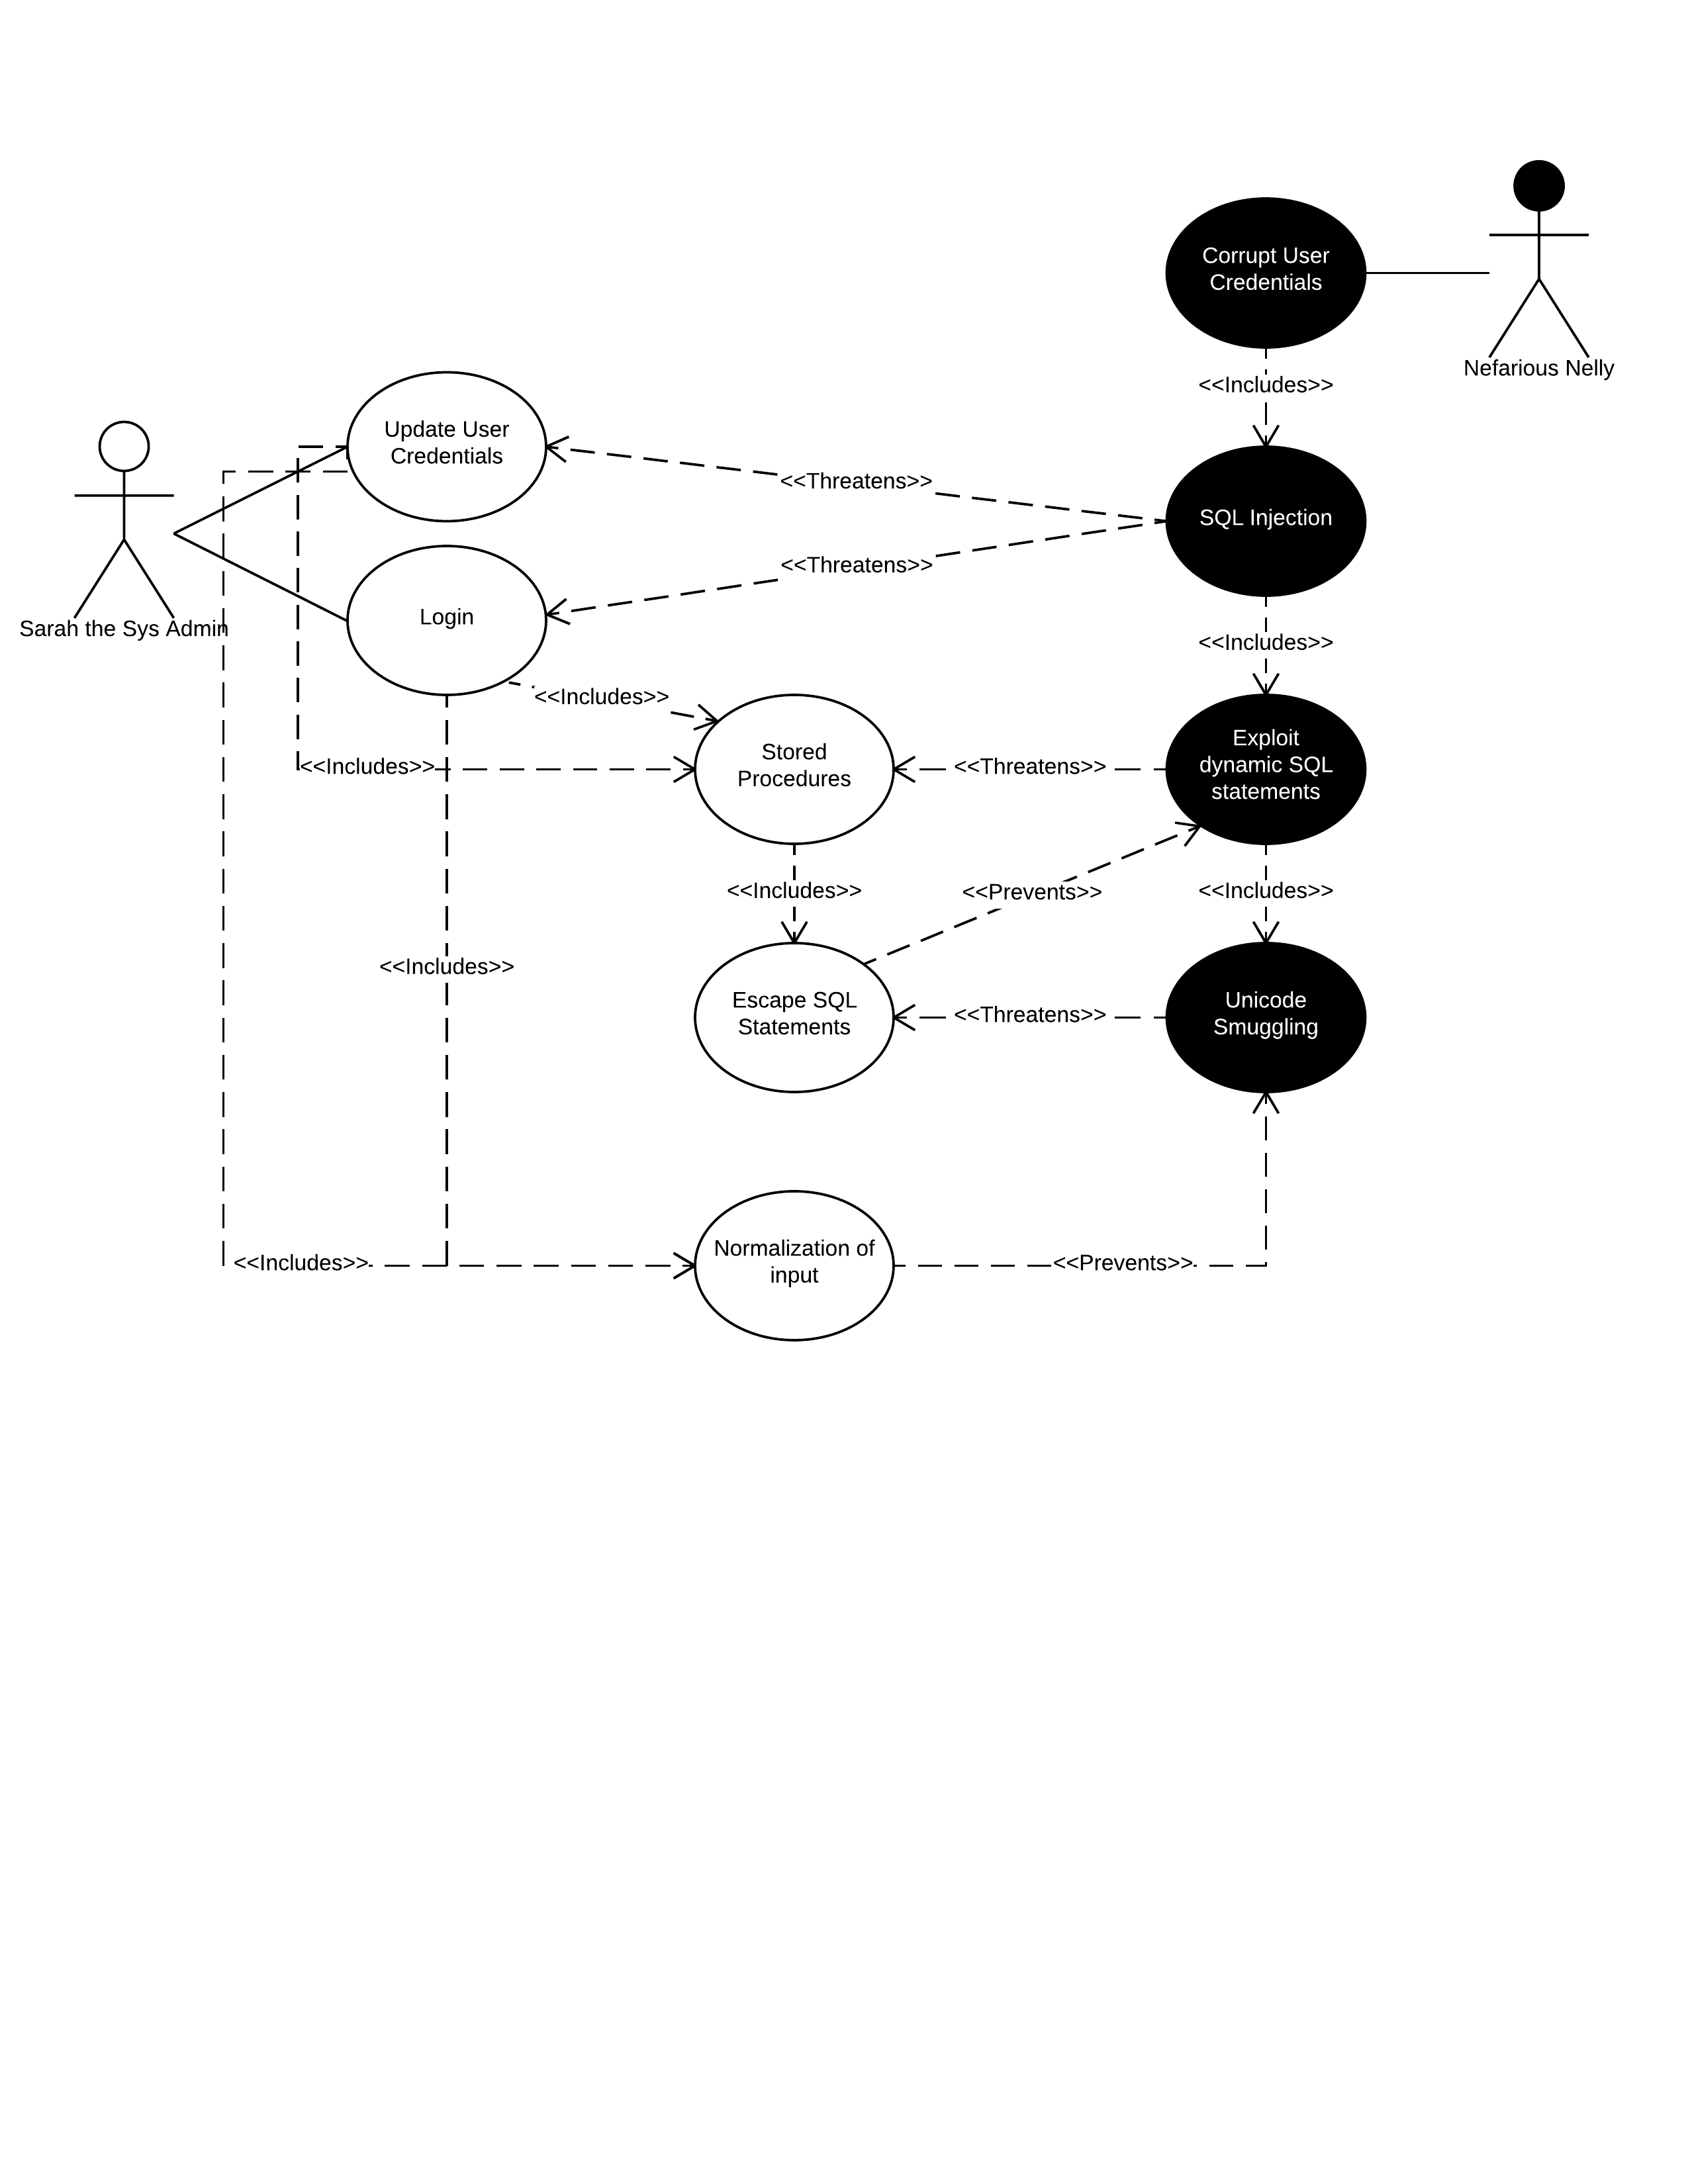 Corrupt User
Credentials
Nefarious Nelly
<<Includes>>
Update User
Credentials
<<Threatens>>
SQL Injection
<<Threatens>>
Login
Sarah the Sys Admin
<<Includes>>
<<Includes>>
Stored
Procedures
Exploit
dynamic SQL
statements
<<Includes>>
<<Threatens>>
<<Includes>>
<<Prevents>>
<<Includes>>
<<Includes>>
Escape SQL
Statements
<<Threatens>>
Unicode
Smuggling
Normalization of
input
<<Includes>>
<<Prevents>>